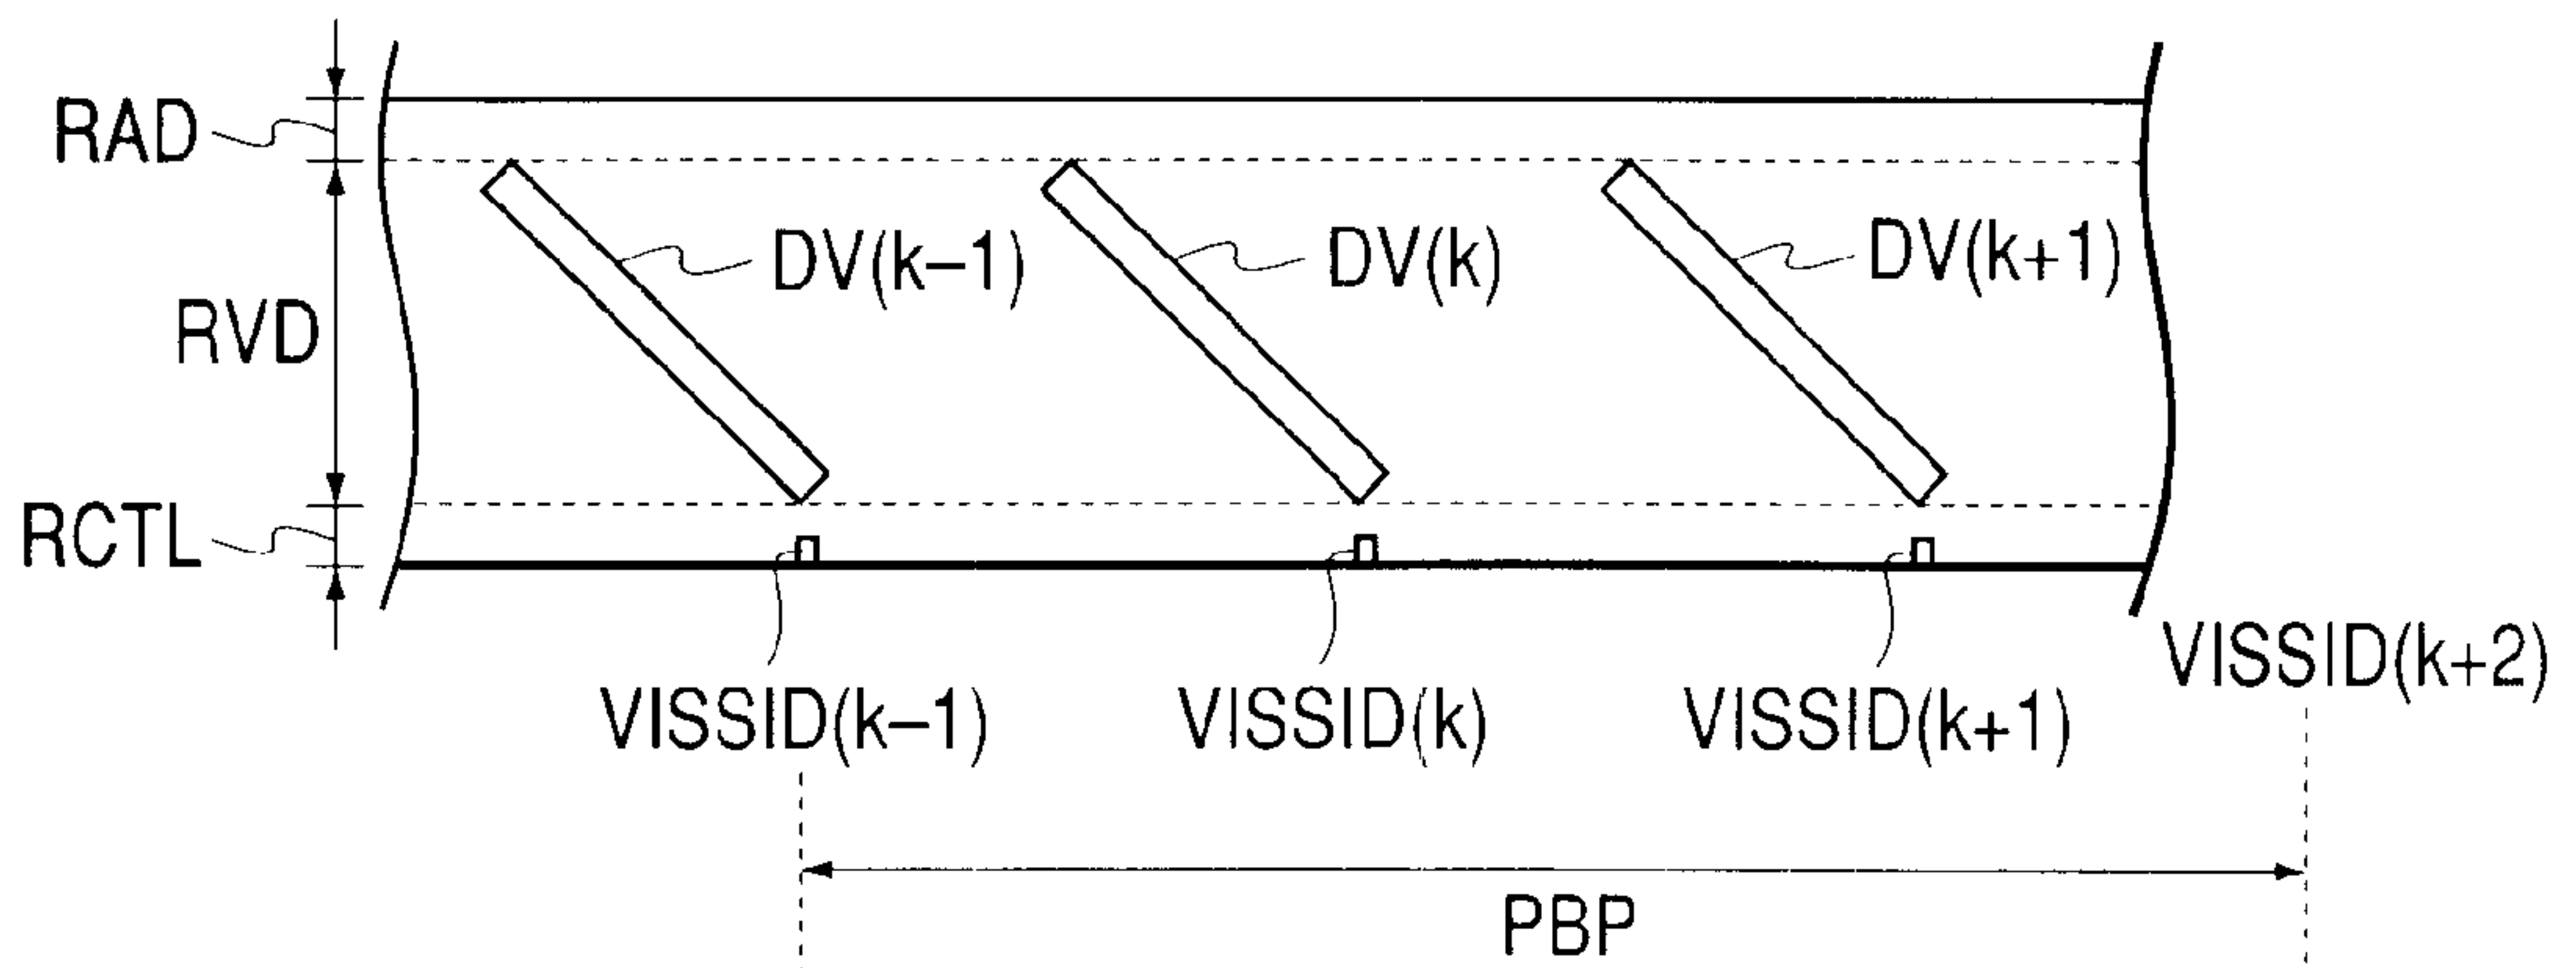 RAD
DV(k–1)
DV(k)
DV(k+1)
RVD
RCTL
VISSID(k–1)
VISSID(k)
VISSID(k+1)
VISSID(k+2)
PBP